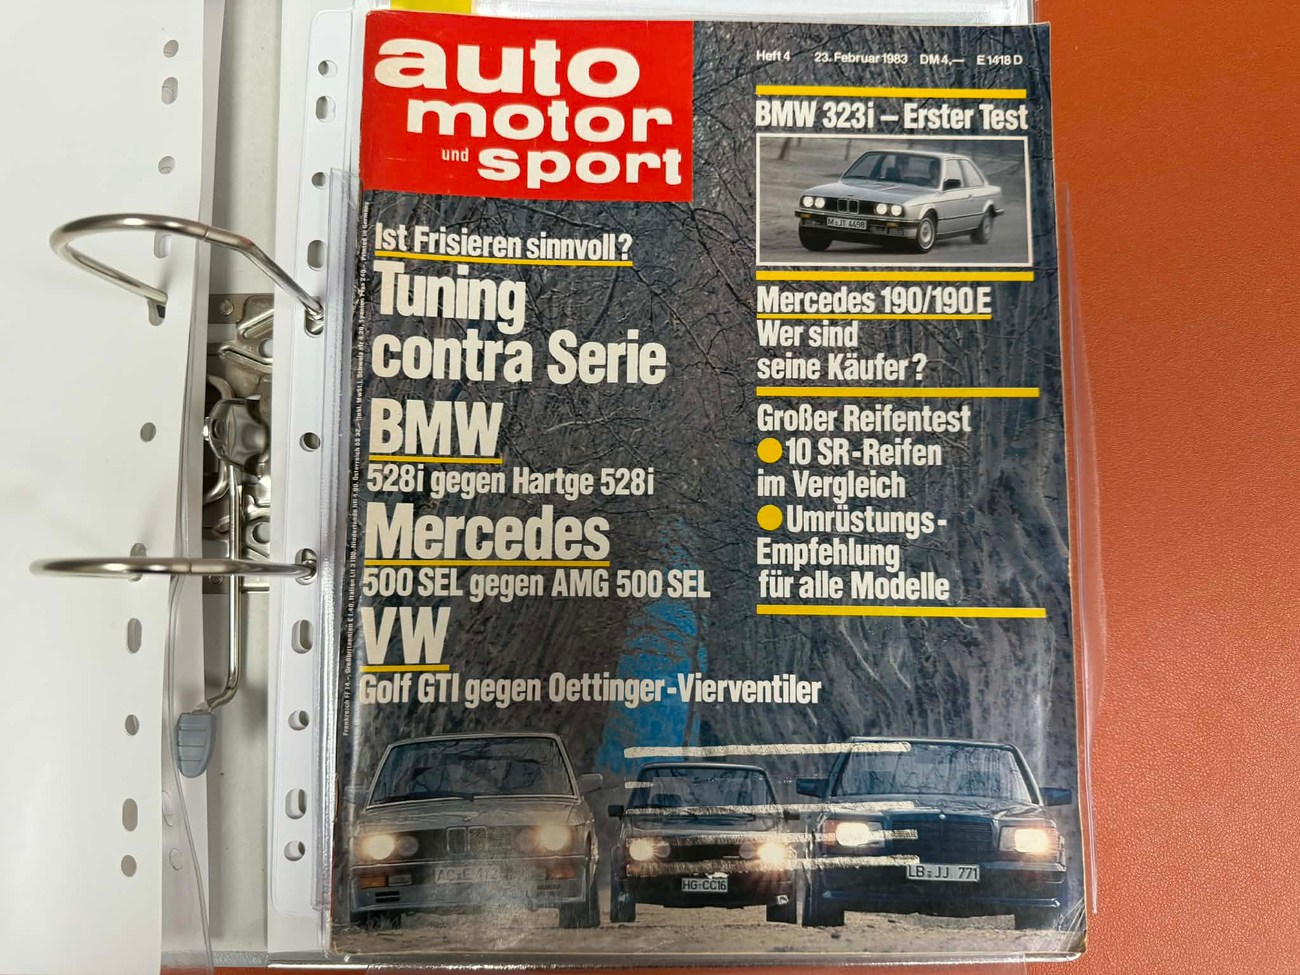 auto
motor
und sport
Heft 4 23. Februar 1983 DM 4,— E 1418 D
BMW 323i – Erster Test
M-JT 4498
Mercedes 190/190 E
Wer sind
seine Käufer?
Großer Reifentest
10 SR-Reifen
im Vergleich
Umrüstungs-
Empfehlung
für alle Modelle
Ist Frisieren sinnvoll?
Tuning
contra Serie
BMW
528i gegen Hartge 528i
Mercedes
500 SEL gegen AMG 500 SEL
VW
Golf GTI gegen Oettinger-Vierventiler
HG-CC16
LB-JJ 771